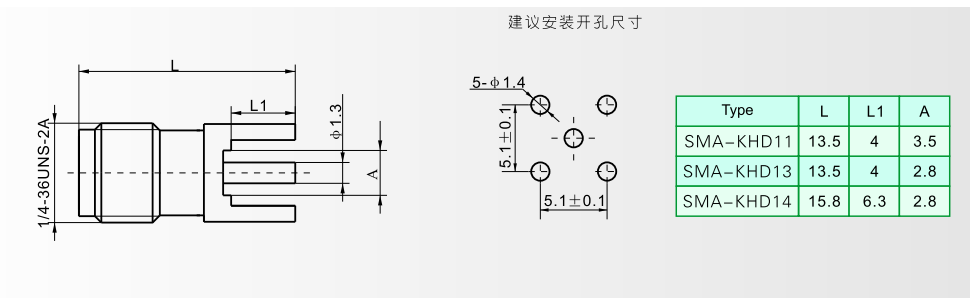 建议安装开孔尺寸
L
L1
1/4-36UNS-2A
ϕ1.3
A
5-ϕ1.4
5.1±0.1
5.1±0.1
Type L L1 A
SMA-KHD11 13.5 4 3.5
SMA-KHD13 13.5 4 2.8
SMA-KHD14 15.8 6.3 2.8